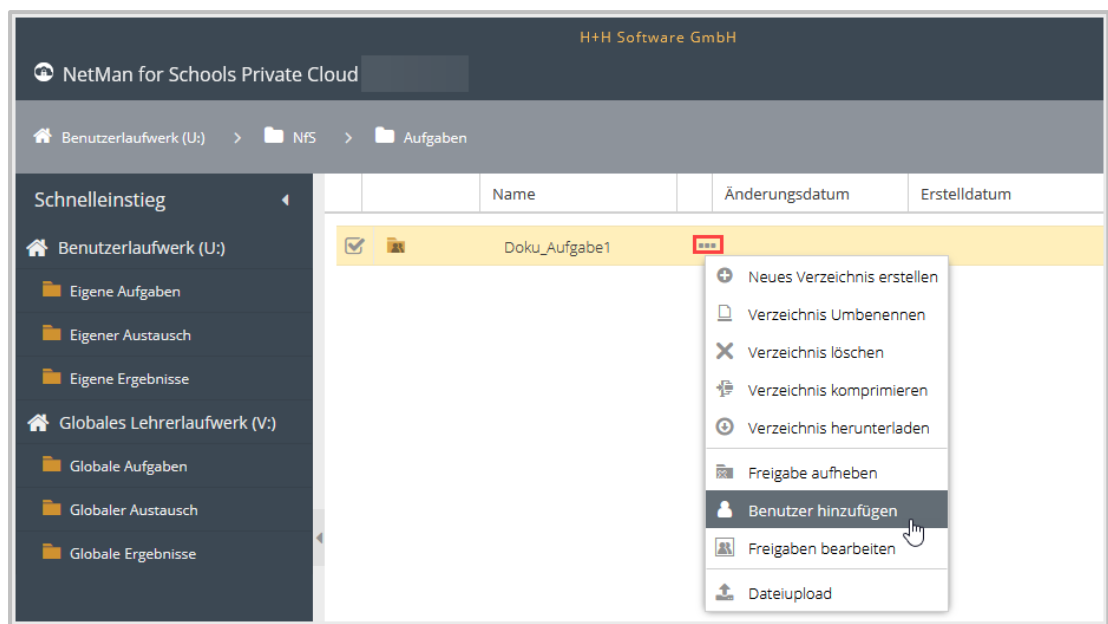 H+H Software GmbH
NetMan for Schools Private Cloud
Benutzerlaufwerk (U:) > NfS > Aufgaben
Schnelleinstieg
Name Änderungsdatum Erstelldatum
Benutzerlaufwerk (U:)
Eigene Aufgaben
Eigener Austausch
Eigene Ergebnisse
Globales Lehrerlaufwerk (V:)
Globale Aufgaben
Globaler Austausch
Globale Ergebnisse
Doku_Aufgabe1
Neues Verzeichnis erstellen
Verzeichnis Umbenennen
Verzeichnis löschen
Verzeichnis komprimieren
Verzeichnis herunterladen
Freigabe aufheben
Benutzer hinzufügen
Freigaben bearbeiten
Dateiupload